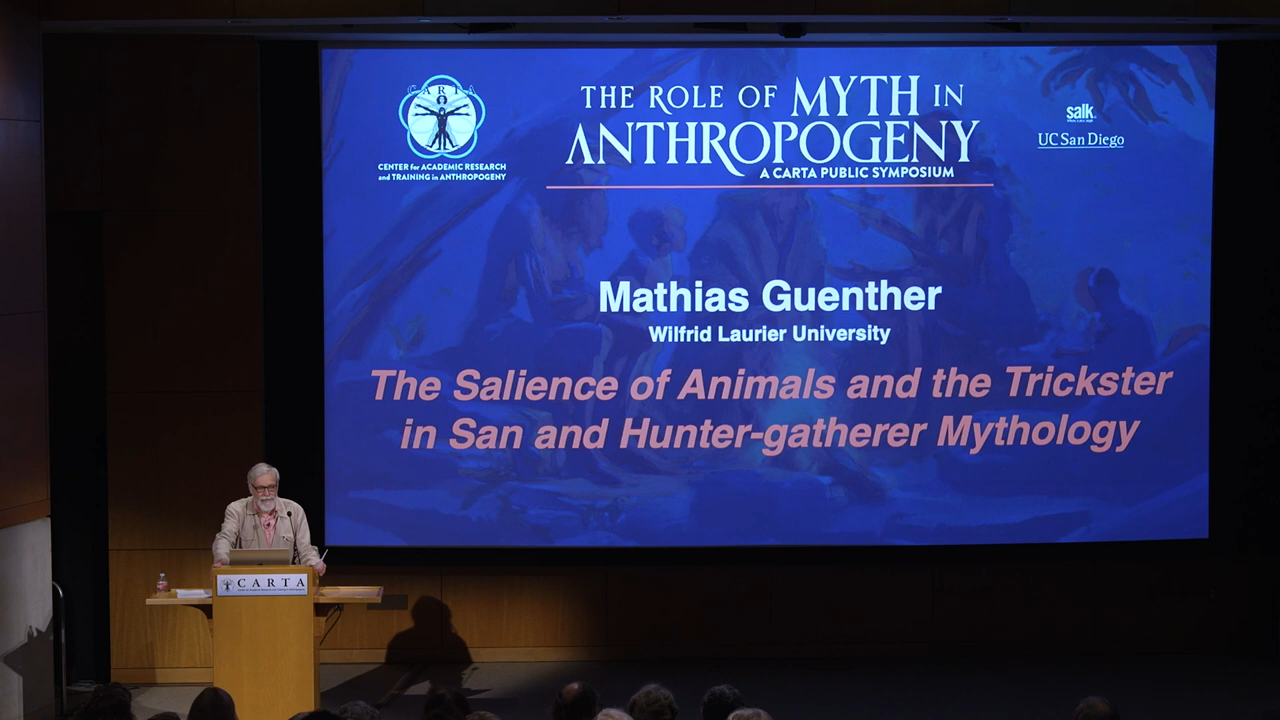 CARTA
CENTER for ACADEMIC RESEARCH
and TRAINING in ANTHROPOGENY
THE ROLE OF MYTH IN
ANTHROPOGENY
A CARTA PUBLIC SYMPOSIUM
salk
UC San Diego
Mathias Guenther
Wilfrid Laurier University
The Salience of Animals and the Trickster
in San and Hunter-gatherer Mythology
CARTA